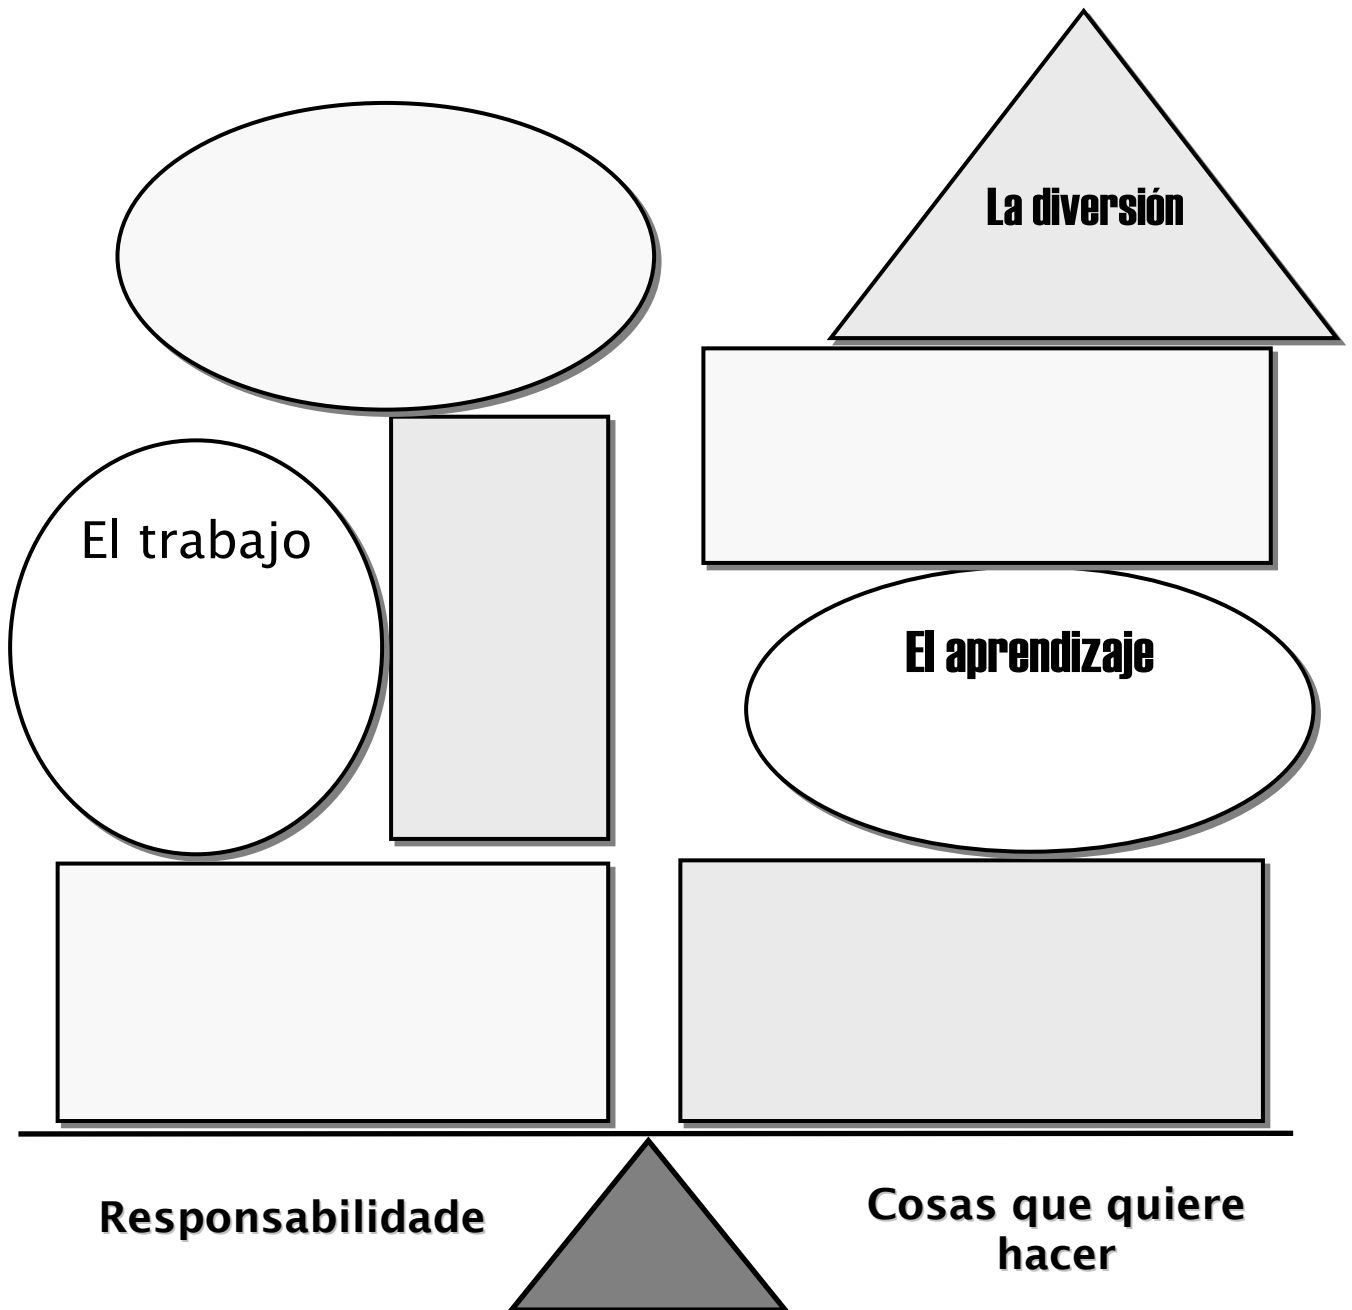 La diversión
El trabajo
El aprendizaje
Responsabilidade
Cosas que quiere
hacer